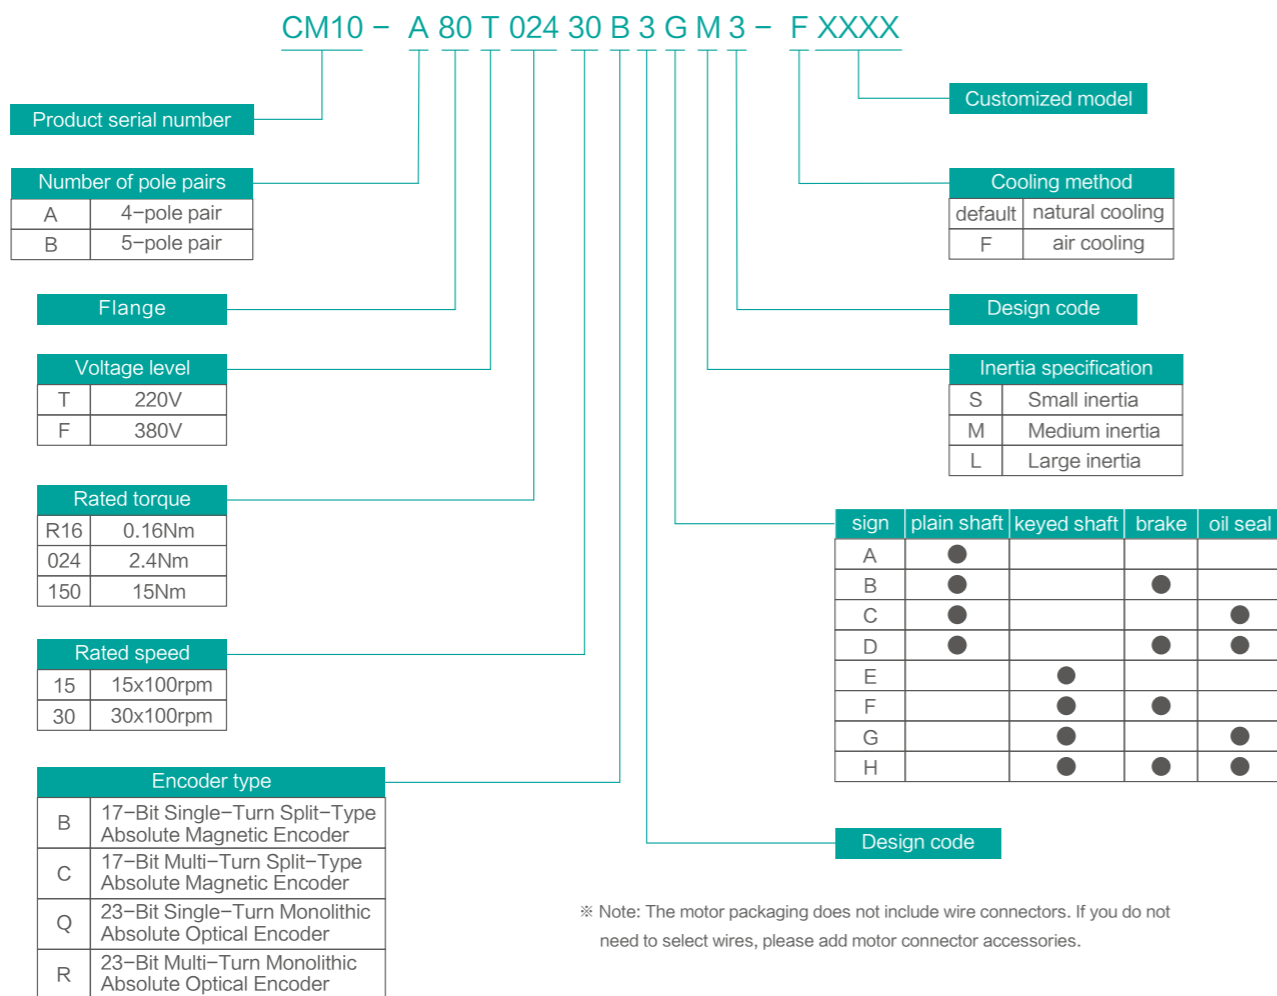 CM10 - A 80 T 024 30 B 3 G M 3 - F XXXX
Product serial number
Number of pole pairs
A 4-pole pair
B 5-pole pair
Flange
Voltage level
T 220V
F 380V
Rated torque
R16 0.16Nm
024 2.4Nm
150 15Nm
Rated speed
15 15x100rpm
30 30x100rpm
Encoder type
B 17-Bit Single-Turn Split-Type
Absolute Magnetic Encoder
C 17-Bit Multi-Turn Split-Type
Absolute Magnetic Encoder
Q 23-Bit Single-Turn Monolithic
Absolute Optical Encoder
R 23-Bit Multi-Turn Monolithic
Absolute Optical Encoder
Customized model
Cooling method
default natural cooling
F air cooling
Design code
Inertia specification
S Small inertia
M Medium inertia
L Large inertia
sign plain shaft keyed shaft brake oil seal
A ●
B ● ●
C ● ●
D ● ● ●
E ●
F ● ●
G ● ●
H ● ● ●
Design code
※ Note: The motor packaging does not include wire connectors. If you do not
need to select wires, please add motor connector accessories.